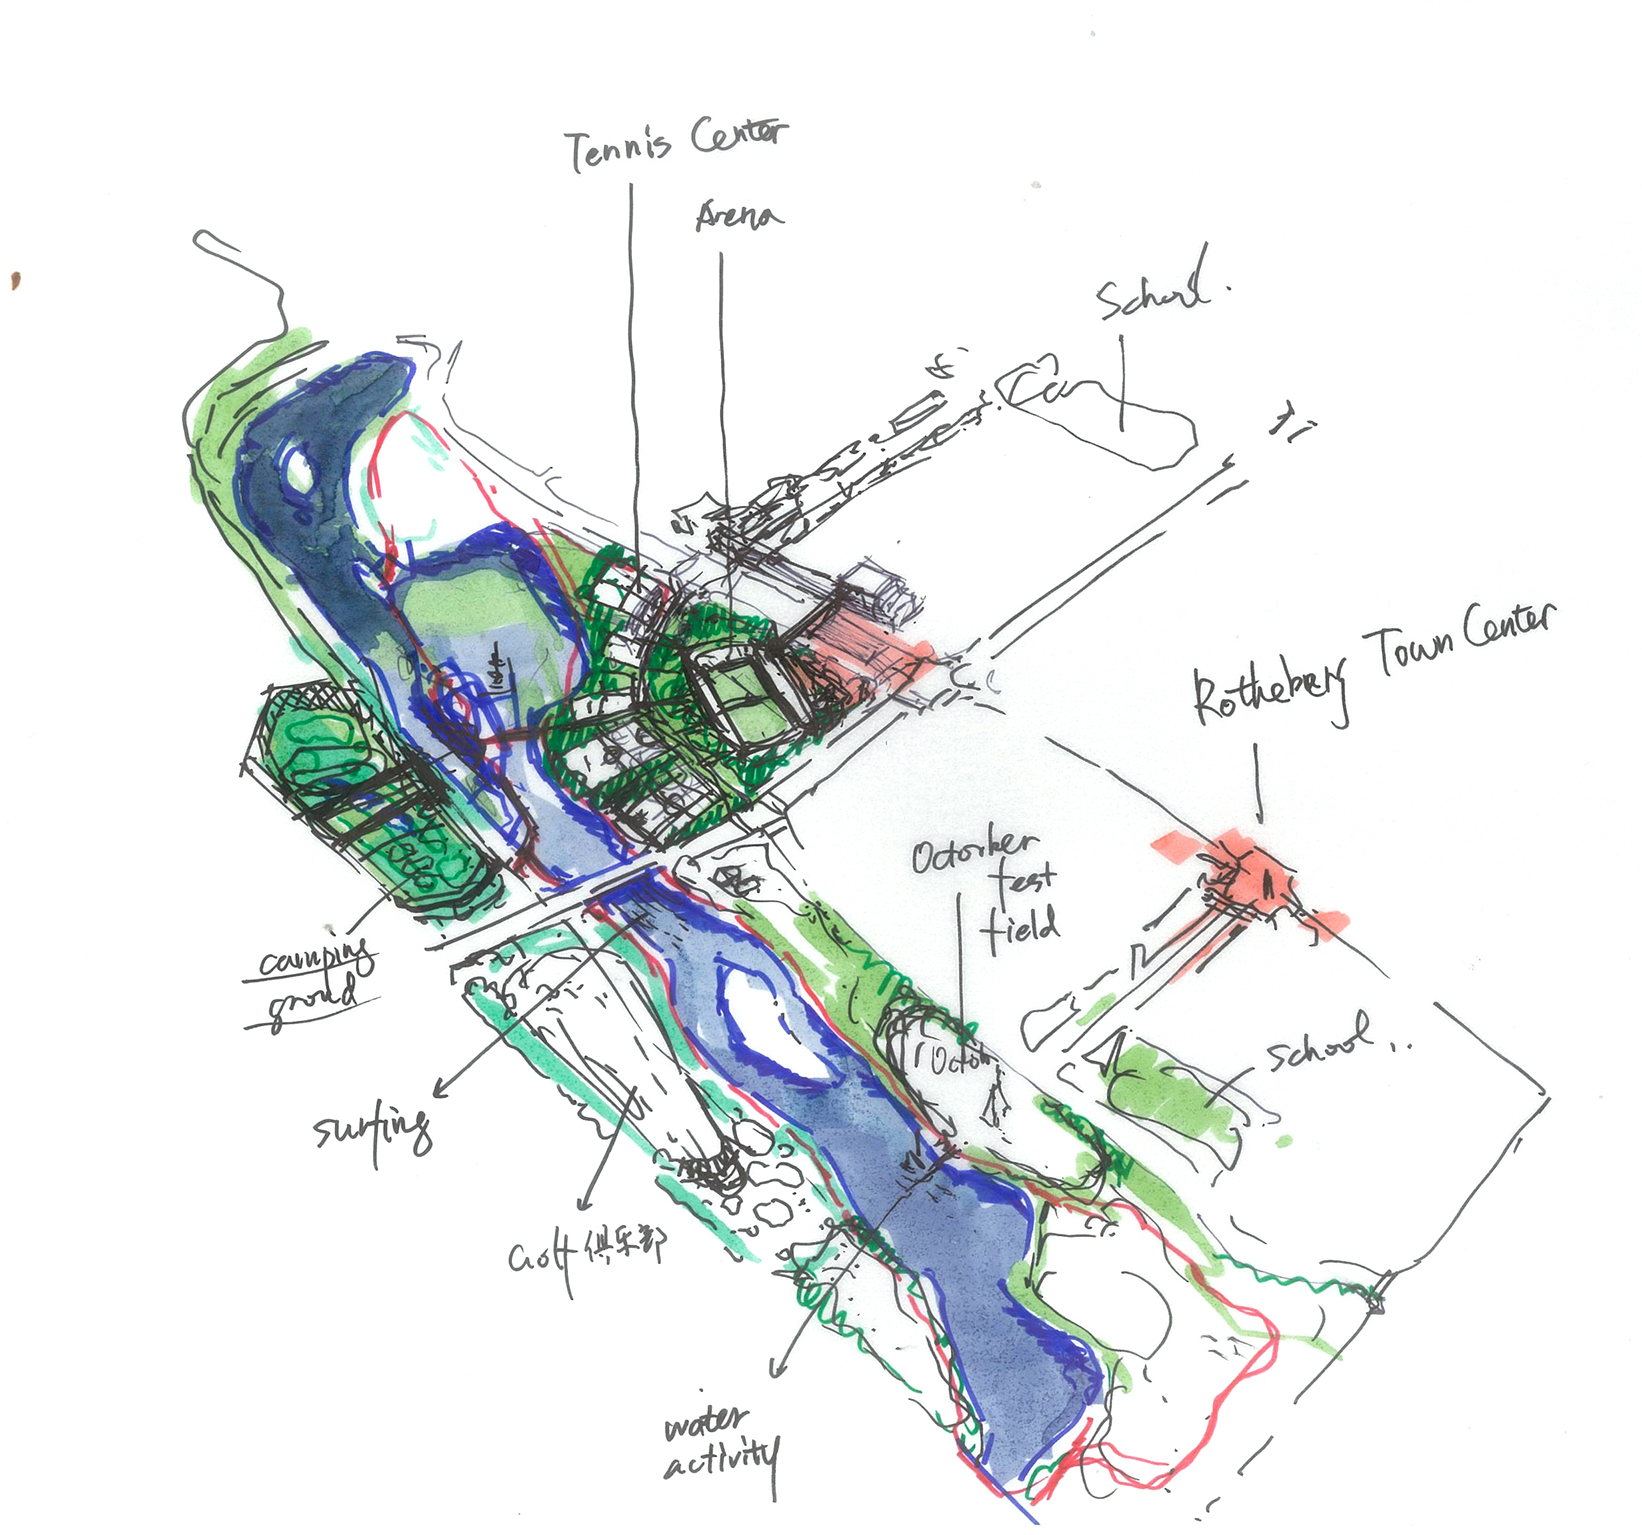 Tennis Center
Arena
School.
Rotheberg Town Center
Octorber
fest
field
Octob
camping
ground
School..
surfing
Golf 俱乐部
water
activity